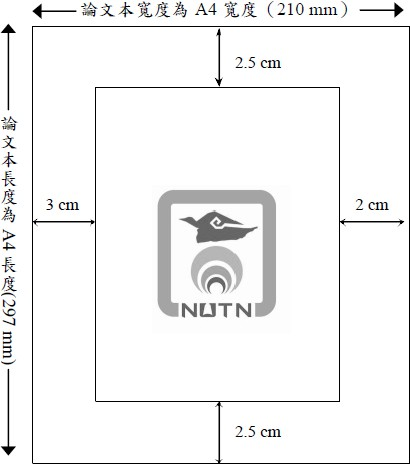 論文本寬度為 A4 寬度（210 mm）
2.5 cm
論文本長度為 A4 長度(297 mm)
3 cm
2 cm
NUTN
2.5 cm